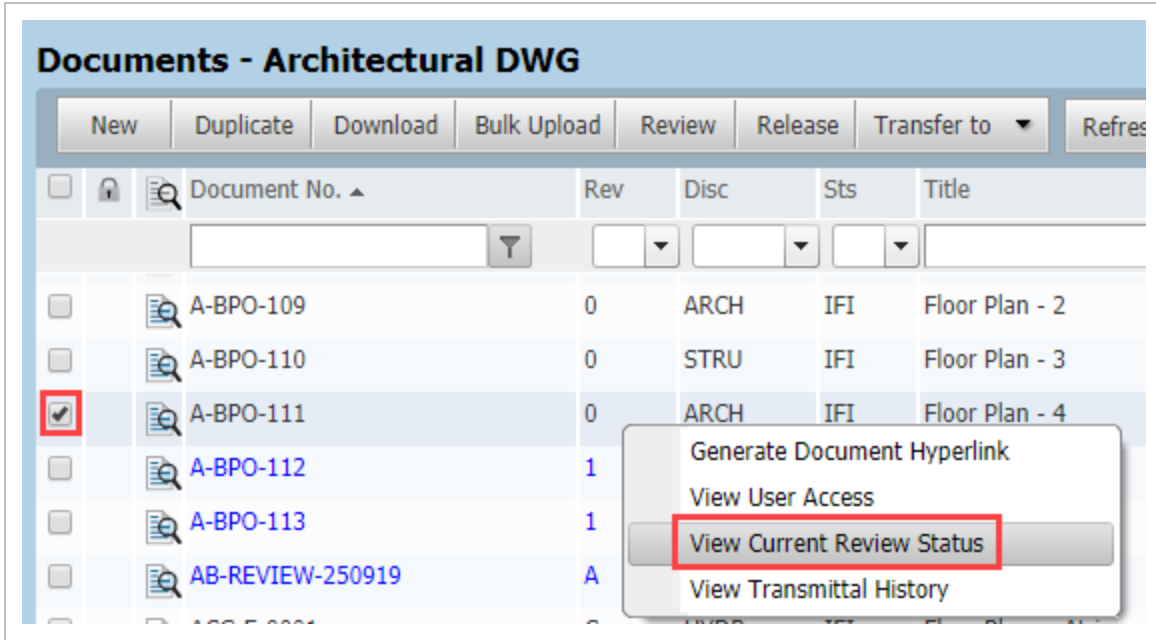 Documents - Architectural DWG
New Duplicate Download Bulk Upload Review Release Transfer to Refres
Document No. Rev Disc Sts Title
A-BPO-109 0 ARCH IFI Floor Plan - 2
A-BPO-110 0 STRU IFI Floor Plan - 3
A-BPO-111 0 ARCH IFI Floor Plan - 4
Generate Document Hyperlink
A-BPO-112 1
View User Access
A-BPO-113 1
View Current Review Status
AB-REVIEW-250919 A
View Transmittal History